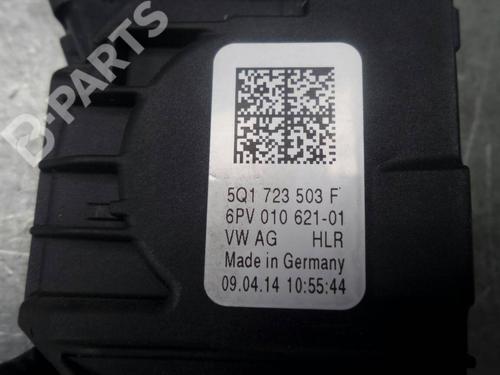 B-PARTS
5Q1 723 503 F
6PV 010 621-01
VW AG HLR
Made in Germany
09.04.14 10:55:44